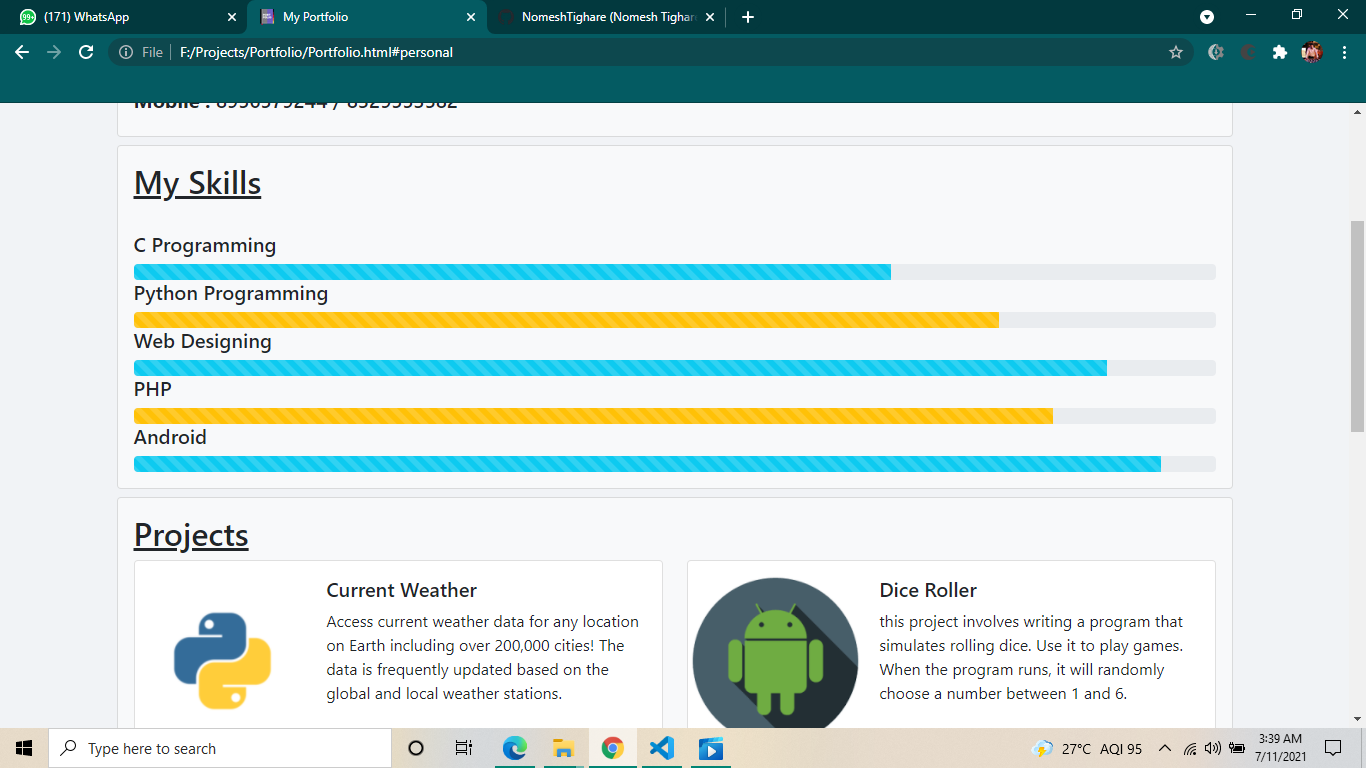 99+
(171) WhatsApp
My Portfolio
NomeshTighare (Nomesh Tighar
File
F:/Projects/Portfolio/Portfolio.html#personal
My Skills
C Programming
Python Programming
Web Designing
PHP
Android
Projects
Current Weather
Access current weather data for any location
on Earth including over 200,000 cities! The
data is frequently updated based on the
global and local weather stations.
Dice Roller
this project involves writing a program that
simulates rolling dice. Use it to play games.
When the program runs, it will randomly
choose a number between 1 and 6.
Type here to search
27°C AQI 95
3:39 AM
7/11/2021